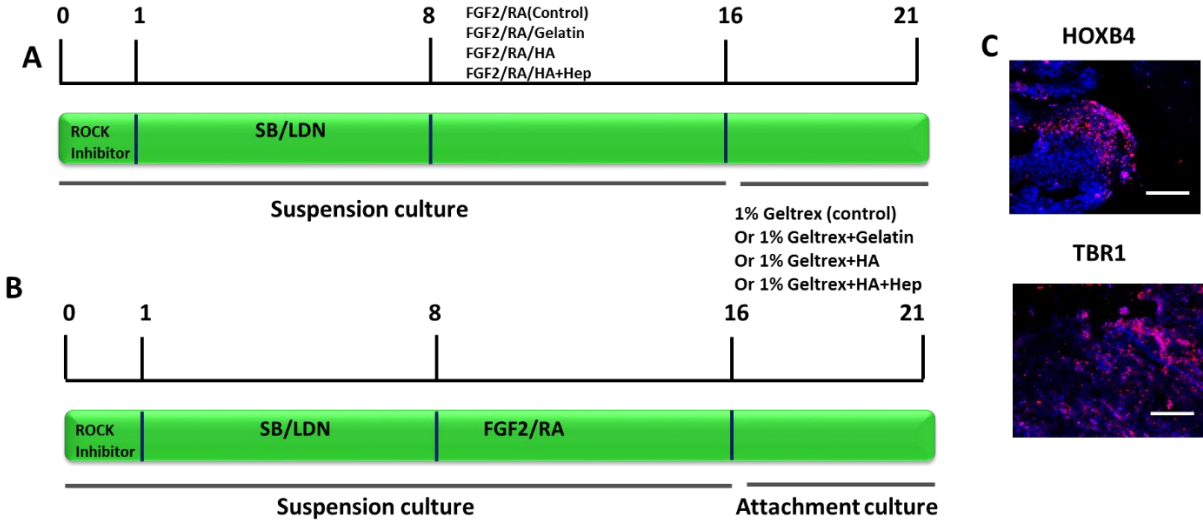 0 1 8 16 21
FGF2/RA(Control)
FGF2/RA/Gelatin
FGF2/RA/HA
FGF2/RA/HA+Hep
A
ROCK
Inhibitor
SB/LDN
Suspension culture
1% Geltrex (control)
Or 1% Geltrex+Gelatin
Or 1% Geltrex+HA
Or 1% Geltrex+HA+Hep
B
0 1 8 16 21
ROCK
Inhibitor
SB/LDN
FGF2/RA
Suspension culture
Attachment culture
C
HOXB4
TBR1